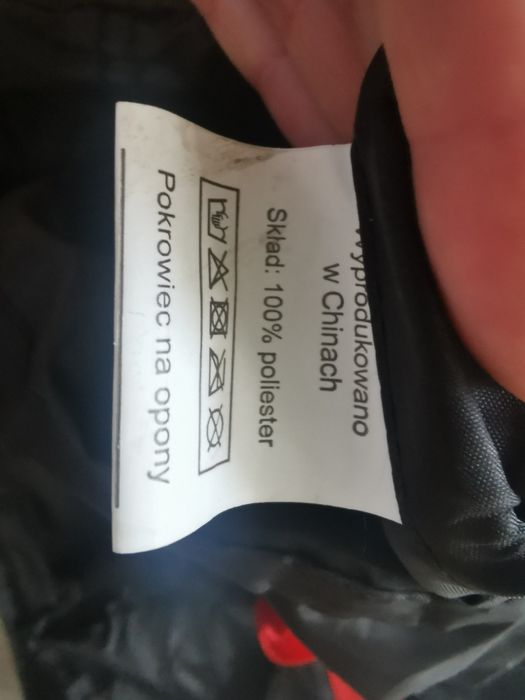 Wyprodukowano
w Chinach
Skład: 100% poliester
Pokrowiec na opony